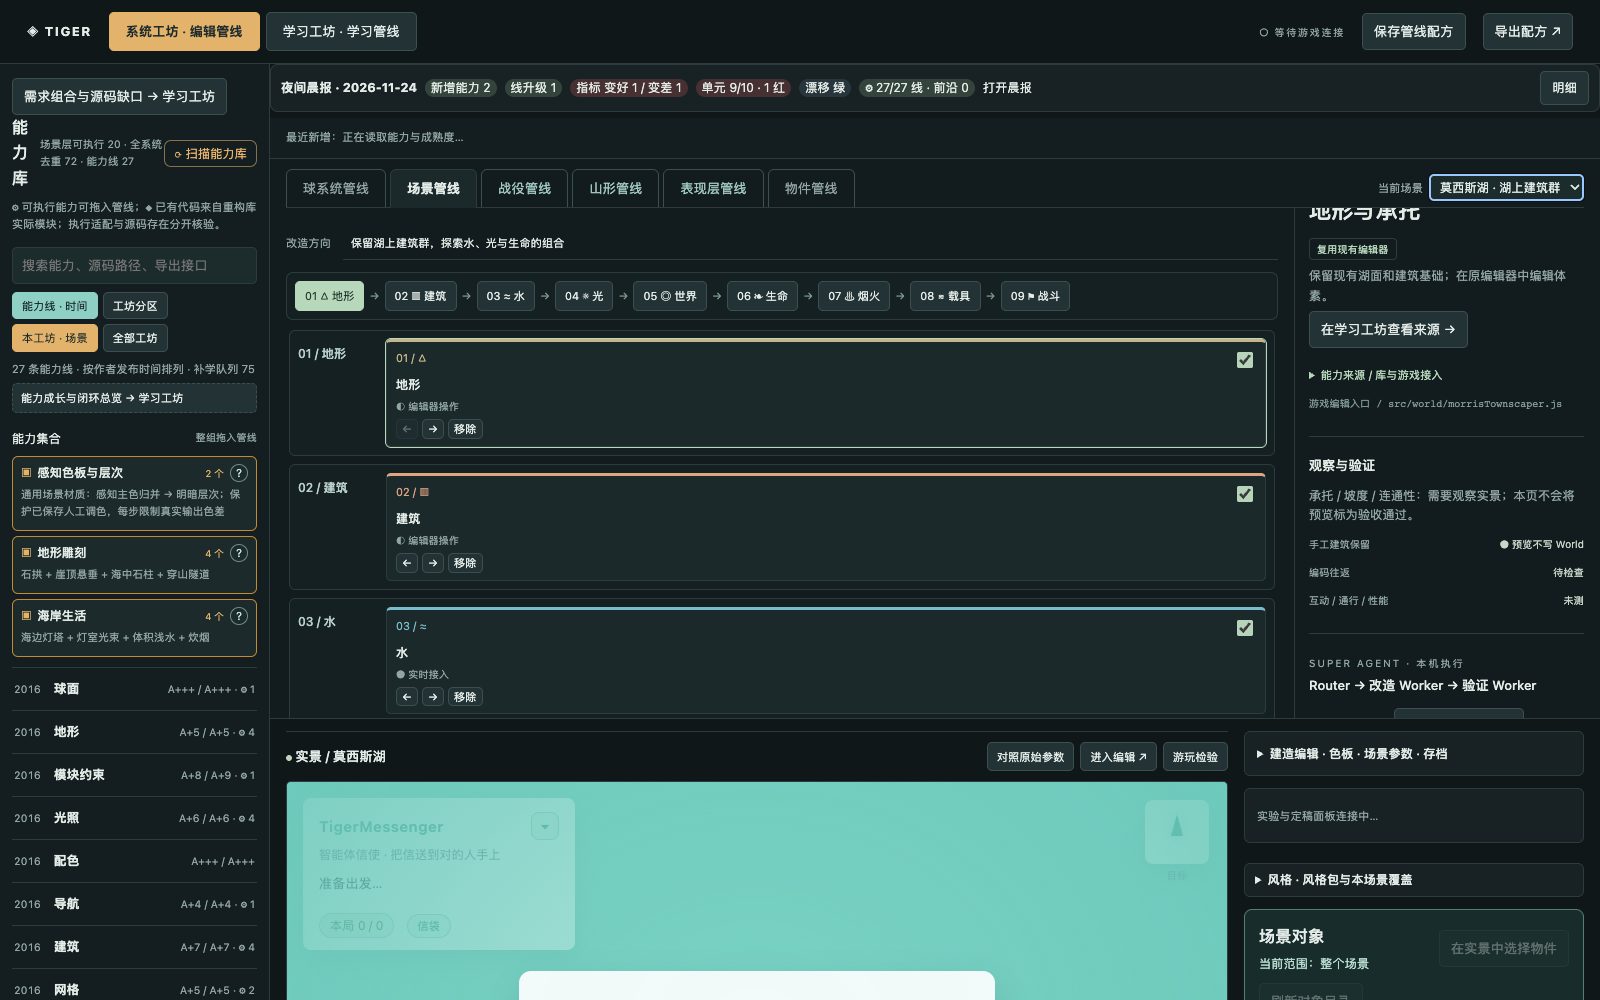 ◈ TIGER
系统工坊 · 编辑管线
学习工坊 · 学习管线
等待游戏连接
保存管线配方
导出配方 ↗
需求组合与源码缺口 → 学习工坊
能力库
场景层可执行 20 · 全系统去重 72 · 能力线 27
扫描能力库
可执行能力可拖入管线；◆ 已有代码来自重构库
实际模块；执行适配与源码存在分开核验。
搜索能力、源码路径、导出接口
能力线 · 时间
工坊分区
本工坊 · 场景
全部工坊
27 条能力线 · 按作者发布时间排列 · 补学队列 75
能力成长与闭环总览 → 学习工坊
能力集合
整组拖入管线
感知色板与层次
2 个
?
通用场景材质：感知主色归并 → 明暗层次；保
护已保存人工调色，每步限制真实输出色差
地形雕刻
4 个
?
石拱 + 崖顶悬垂 + 海中石柱 + 穿山隧道
海岸生活
4 个
?
海边灯塔 + 灯室光束 + 体积浅水 + 炊烟
2016 球面 A+++ / A+++ · ⚙ 1
2016 地形 A+5 / A+5 · ⚙ 4
2016 模块约束 A+8 / A+9 · ⚙ 1
2016 光照 A+6 / A+6 · ⚙ 4
2016 配色 A+++ / A+++
2016 导航 A+4 / A+4 · ⚙ 1
2016 建筑 A+7 / A+7 · ⚙ 4
2016 网格 A+5 / A+5 · ⚙ 2
夜间晨报 · 2026-11-24
新增能力 2
线升级 1
指标 变好 1 / 变差 1
单元 9/10 · 1 红
漂移 绿
⚙ 27/27 线 · 前沿 0
打开晨报
明细
最近新增：正在读取能力与成熟度…
球系统管线
场景管线
战役管线
山形管线
表现层管线
物件管线
当前场景
莫西斯湖 · 湖上建筑群
改造方向
保留湖上建筑群，探索水、光与生命的组合
01 △ 地形
→
02 ▦ 建筑
→
03 ≈ 水
→
04 ☀ 光
→
05 ◎ 世界
→
06 ❧ 生命
→
07 ♨ 烟火
→
08 ≋ 载具
→
09 ⚑ 战斗
01 / 地形
01 / △
地形
◐ 编辑器操作
←
→
移除
02 / 建筑
02 / ▦
建筑
◐ 编辑器操作
←
→
移除
03 / 水
03 / ≈
水
● 实时接入
←
→
移除
地形与承托
复用现有编辑器
保留现有湖面和建筑基础；在原编辑器中编辑体
素。
在学习工坊查看来源 →
▶ 能力来源 / 库与游戏接入
游戏编辑入口 / src/world/morrisTownscaper.js
观察与验证
承托 / 坡度 / 连通性：需要观察实景；本页不会将
预览标为验收通过。
手工建筑保留
● 预览不写 World
编码往返
待检查
互动 / 通行 / 性能
未测
SUPER AGENT · 本机执行
Router → 改造 Worker → 验证 Worker
实景 / 莫西斯湖
对照原始参数
进入编辑 ↗
游玩检验
TigerMessenger
智能体信使 · 把信送到对的人手上
准备出发...
本局 0 / 0
信袋
目标
▶ 建造编辑 · 色板 · 场景参数 · 存档
实验与定稿面板连接中…
▶ 风格 · 风格包与本场景覆盖
场景对象
当前范围：整个场景
在实景中选择物件
刷新对象目录